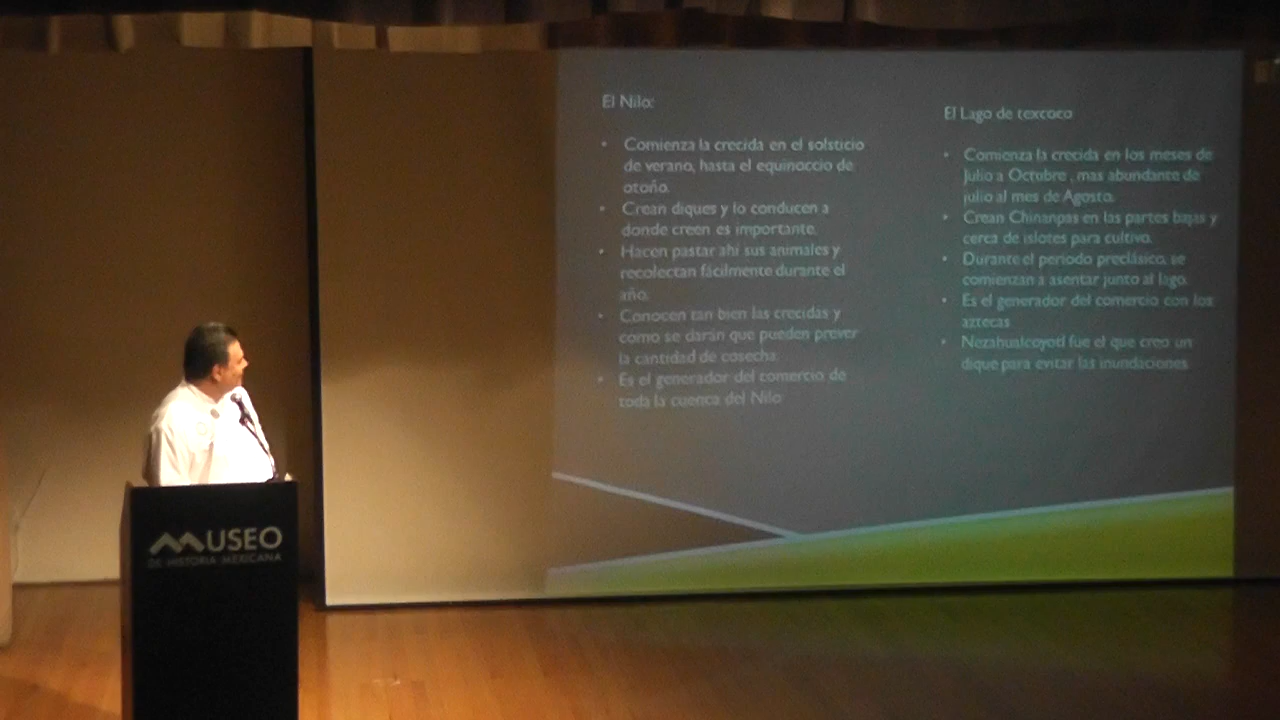 El Nilo:
• Comienza la crecida en el solsticio
de verano, hasta el equinoccio de
otoño.
• Crean diques y lo conducen a
donde creen es importante.
• Hacen pastar ahi sus animales y
recolectan fácilmente durante el
año.
• Conocen tan bien las crecidas y
como se darán que pueden prever
la cantidad de cosecha.
• Es el generador del comercio de
toda la cuenca del Nilo
El Lago de texcoco
• Comienza la crecida en los meses de
Julio a Octubre , mas abundante de
julio al mes de Agosto.
• Crean Chinanpas en las partes bajas y
cerca de islotes para cultivo.
• Durante el periodo preclásico, se
comienzan a asentar junto al lago.
• Es el generador del comercio con los
aztecas
• Nezahualcoyotl fue el que creo un
dique para evitar las inundaciones.
MUSEO
DE HISTORIA MEXICANA